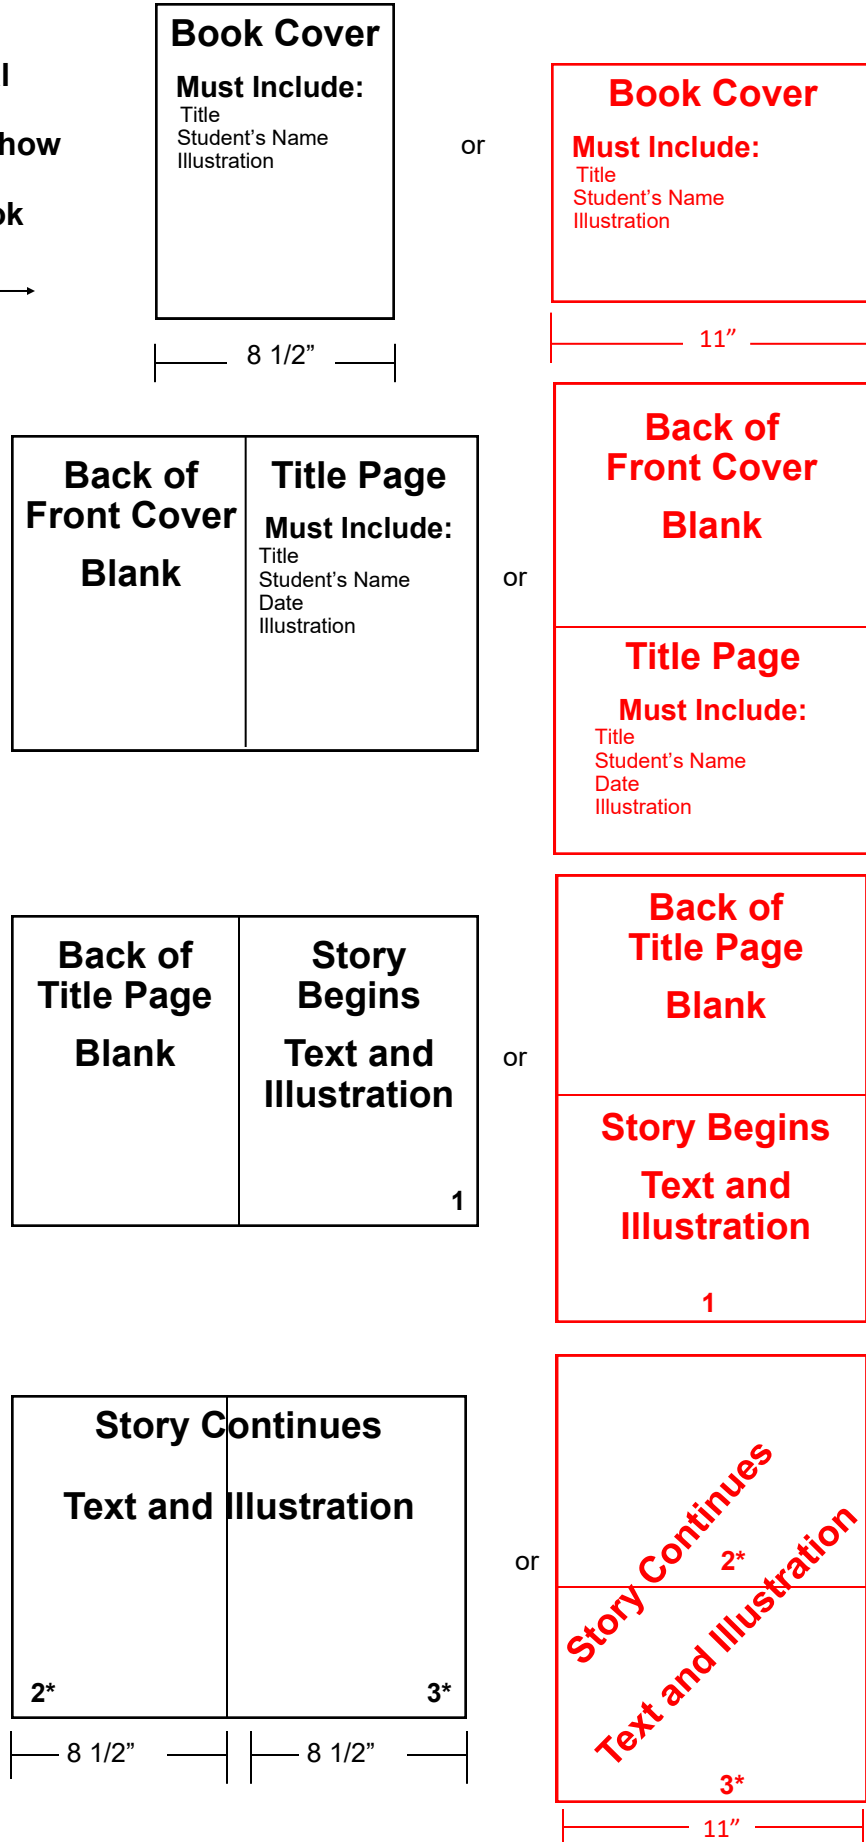 l
how
ok
Book Cover
Must Include:
Title
Student’s Name
Illustration
8 1/2”
or
Book Cover
Must Include:
Title
Student’s Name
Illustration
11”
Back of
Front Cover
Blank
Title Page
Must Include:
Title
Student’s Name
Date
Illustration
or
Back of
Front Cover
Blank
Title Page
Must Include:
Title
Student’s Name
Date
Illustration
Back of
Title Page
Blank
Story
Begins
Text and
Illustration
1
or
Back of
Title Page
Blank
Story Begins
Text and
Illustration
1
Story Continues
Text and Illustration
2*
3*
8 1/2”
8 1/2”
or
Story Continues
2*
Text and Illustration
3*
11”